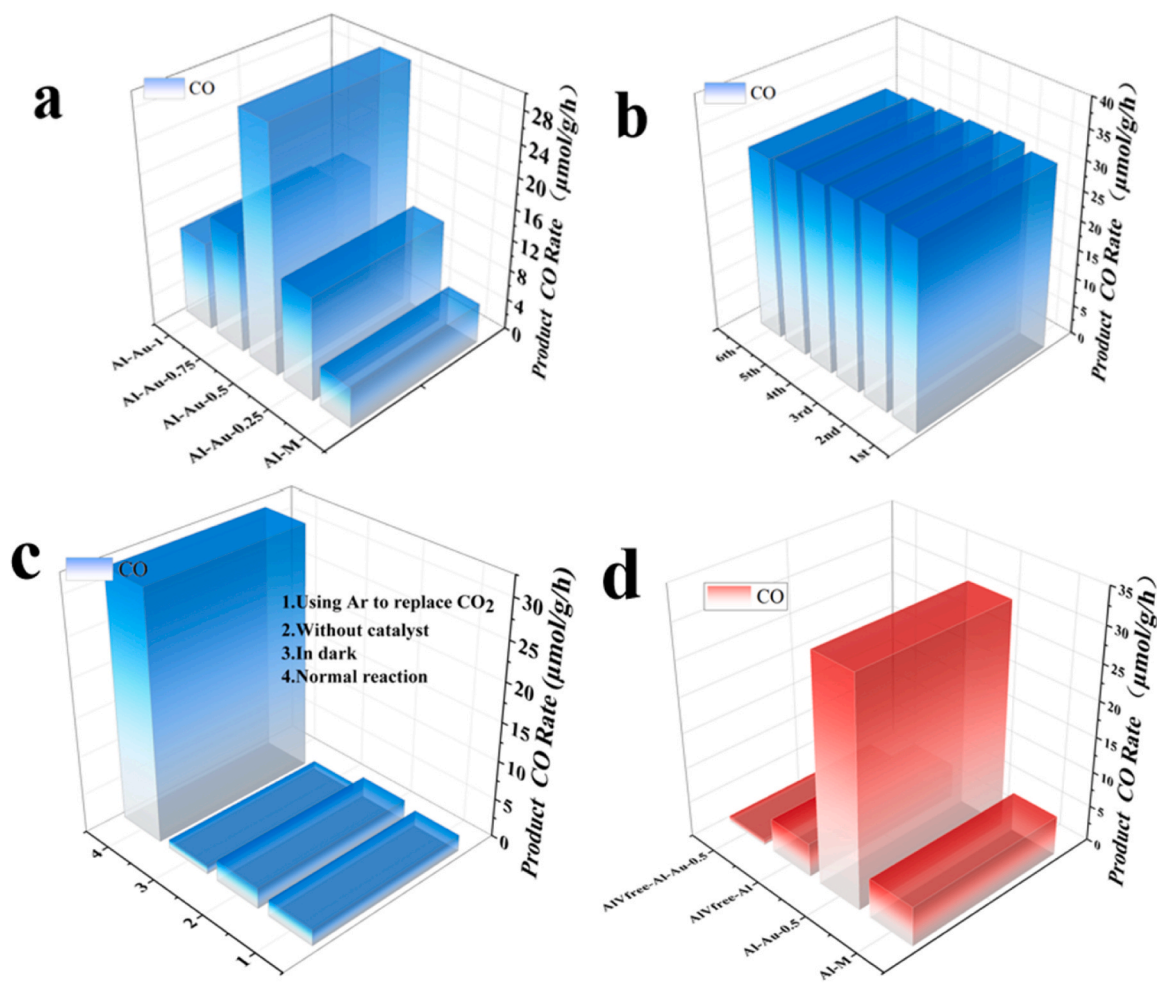 a
CO
28
24
20
16
12
8
4
0
Product CO Rate (μmol/g/h)
Al-Au-1
Al-Au-0.75
Al-Au-0.5
Al-Au-0.25
Al-M
b
CO
40
35
30
25
20
15
10
5
0
Product CO Rate (μmol/g/h)
6th
5th
4th
3rd
2nd
1st
c
CO
1.Using Ar to replace CO₂
2.Without catalyst
3.In dark
4.Normal reaction
30
25
20
15
10
5
0
Product CO Rate (μmol/g/h)
4
3
2
1
d
CO
35
30
25
20
15
10
5
0
Product CO Rate (μmol/g/h)
AlVfree-Al-Au-0.5
AlVfree-Al
Al-Au-0.5
Al-M